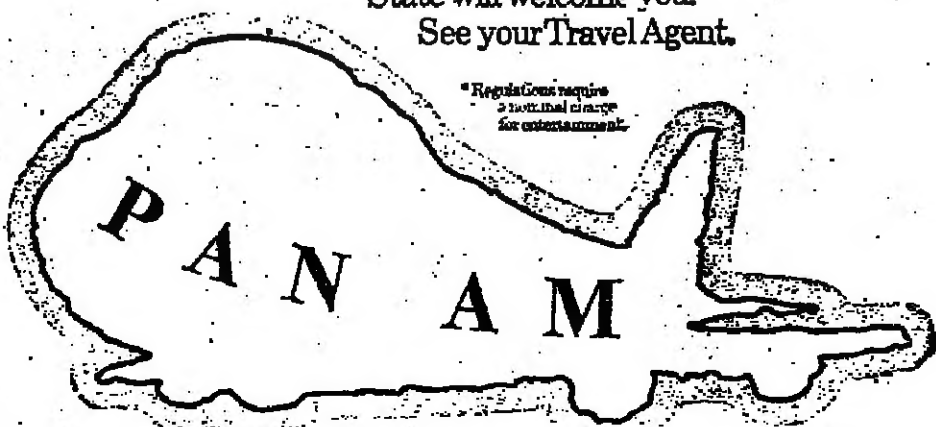 State will welcome you.
See your Travel Agent.
*Regulations require
a nominal charge
for entertainment.
PAN AM